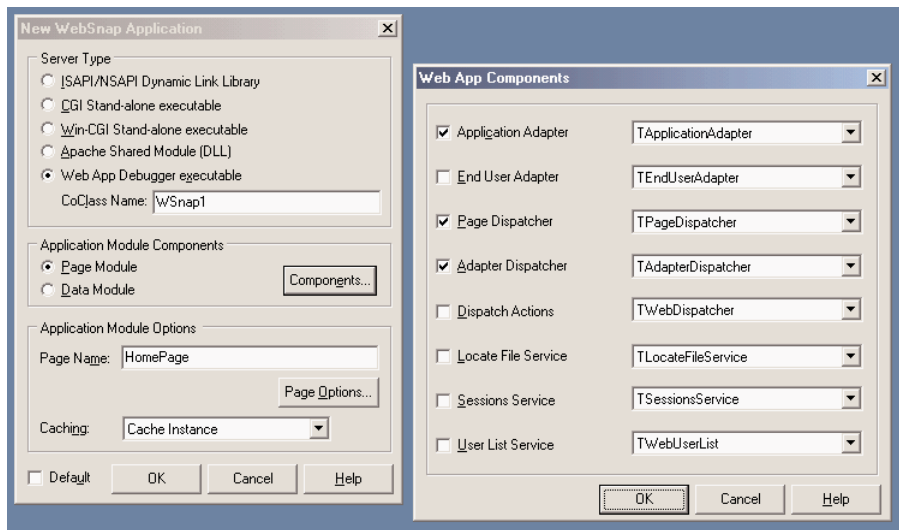 New WebSnap Application
Server Type
ISAPI/NSAPI Dynamic Link Library
CGI Stand-alone executable
Win-CGI Stand-alone executable
Apache Shared Module (DLL)
Web App Debugger executable
CoClass Name: WSnap1
Application Module Components
Page Module
Data Module
Components...
Application Module Options
Page Name: HomePage
Page Options...
Caching: Cache Instance
Default OK Cancel Help
Web App Components
Application Adapter TApplicationAdapter
End User Adapter TEndUserAdapter
Page Dispatcher TPageDispatcher
Adapter Dispatcher TAdapterDispatcher
Dispatch Actions TWebDispatcher
Locate File Service TLocateFileService
Sessions Service TSessionsService
User List Service TWebUserList
OK Cancel Help